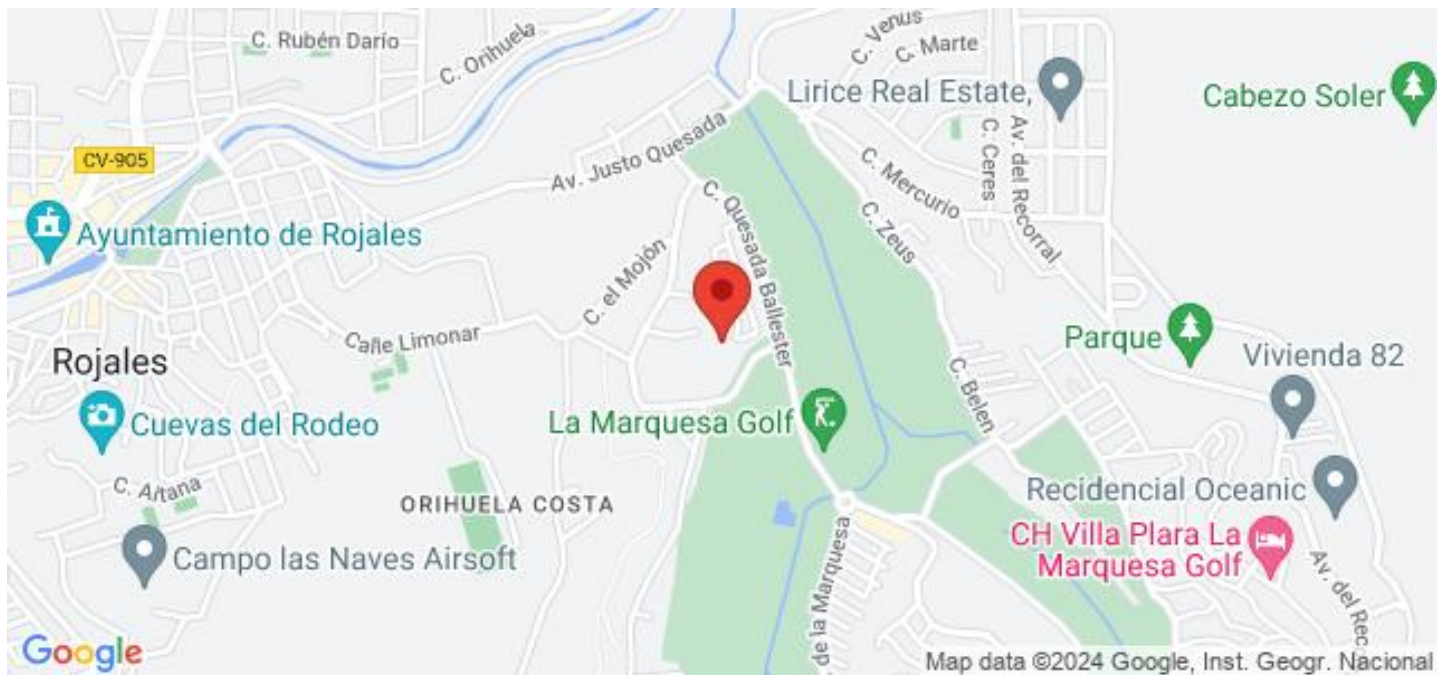 C. Rubén Darío
C. Orihuela
C. Venus
C. Marte
Lirice Real Estate,
Cabezo Soler
CV-905
Av. Justo Quesada
C. Ceres
Av. del Recorral
C. Mercurio
C. Quesada Ballester
C. Zeus
Ayuntamiento de Rojales
C. el Mojón
Calle Limonar
Parque
Vivienda 82
Rojales
C. Belen
Cuevas del Rodeo
La Marquesa Golf
C. Aitana
ORIHUELA COSTA
Recidencial Oceanic
CH Villa Plara La
Marquesa Golf
Campo las Naves Airsoft
de la Marquesa
Av. del Rec
Google
Map data ©2024 Google, Inst. Geogr. Nacional